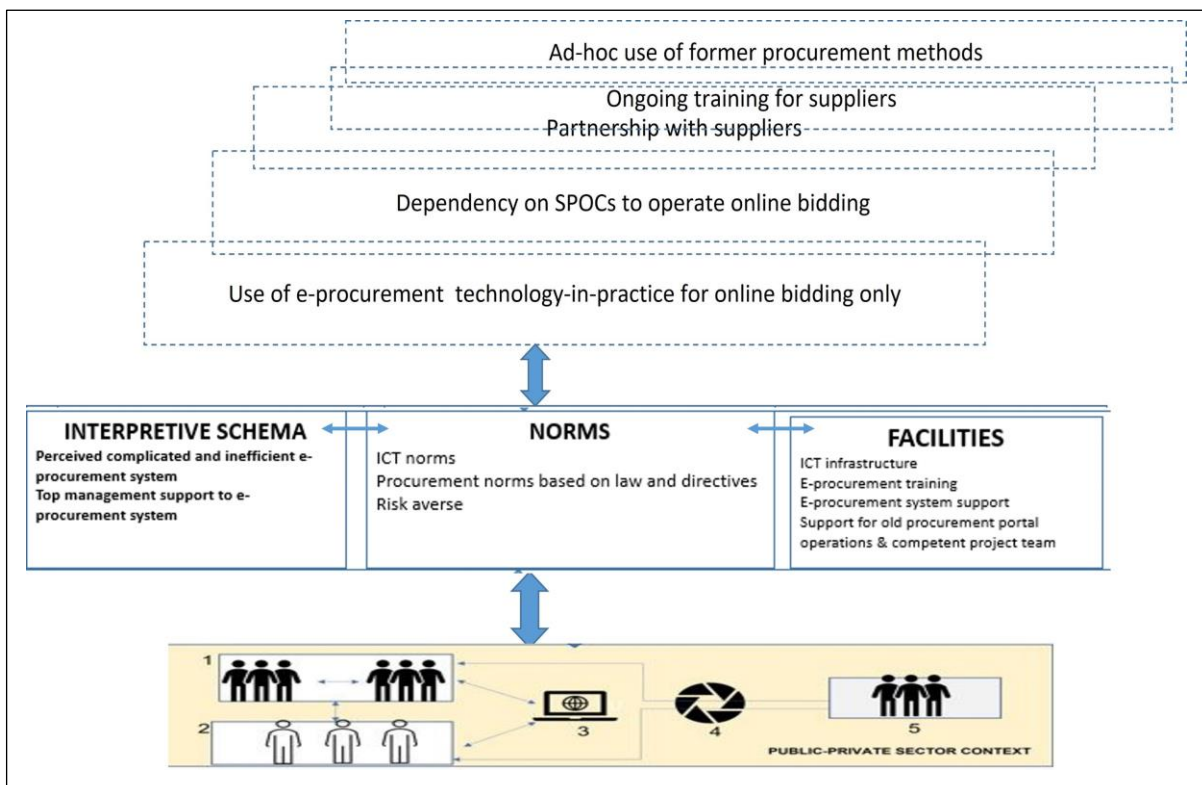 Ad-hoc use of former procurement methods
Ongoing training for suppliers
Partnership with suppliers
Dependency on SPOCs to operate online bidding
Use of e-procurement technology-in-practice for online bidding only
INTERPRETIVE SCHEMA
Perceived complicated and inefficient e-
procurement system
Top management support to e-
procurement system
NORMS
ICT norms
Procurement norms based on law and directives
Risk averse
FACILITIES
ICT infrastructure
E-procurement training
E-procurement system support
Support for old procurement portal
operations & competent project team
1
2
3
4
5
PUBLIC-PRIVATE SECTOR CONTEXT